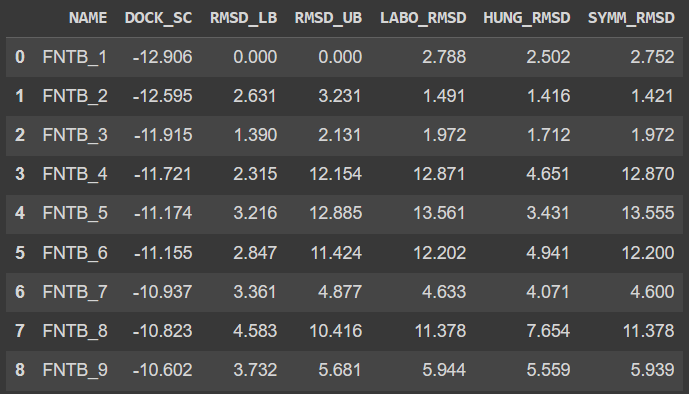 NAME DOCK_SC RMSD_LB RMSD_UB LABO_RMSD HUNG_RMSD SYMM_RMSD
0 FNTB_1 -12.906 0.000 0.000 2.788 2.502 2.752
1 FNTB_2 -12.595 2.631 3.231 1.491 1.416 1.421
2 FNTB_3 -11.915 1.390 2.131 1.972 1.712 1.972
3 FNTB_4 -11.721 2.315 12.154 12.871 4.651 12.870
4 FNTB_5 -11.174 3.216 12.885 13.561 3.431 13.555
5 FNTB_6 -11.155 2.847 11.424 12.202 4.941 12.200
6 FNTB_7 -10.937 3.361 4.877 4.633 4.071 4.600
7 FNTB_8 -10.823 4.583 10.416 11.378 7.654 11.378
8 FNTB_9 -10.602 3.732 5.681 5.944 5.559 5.939